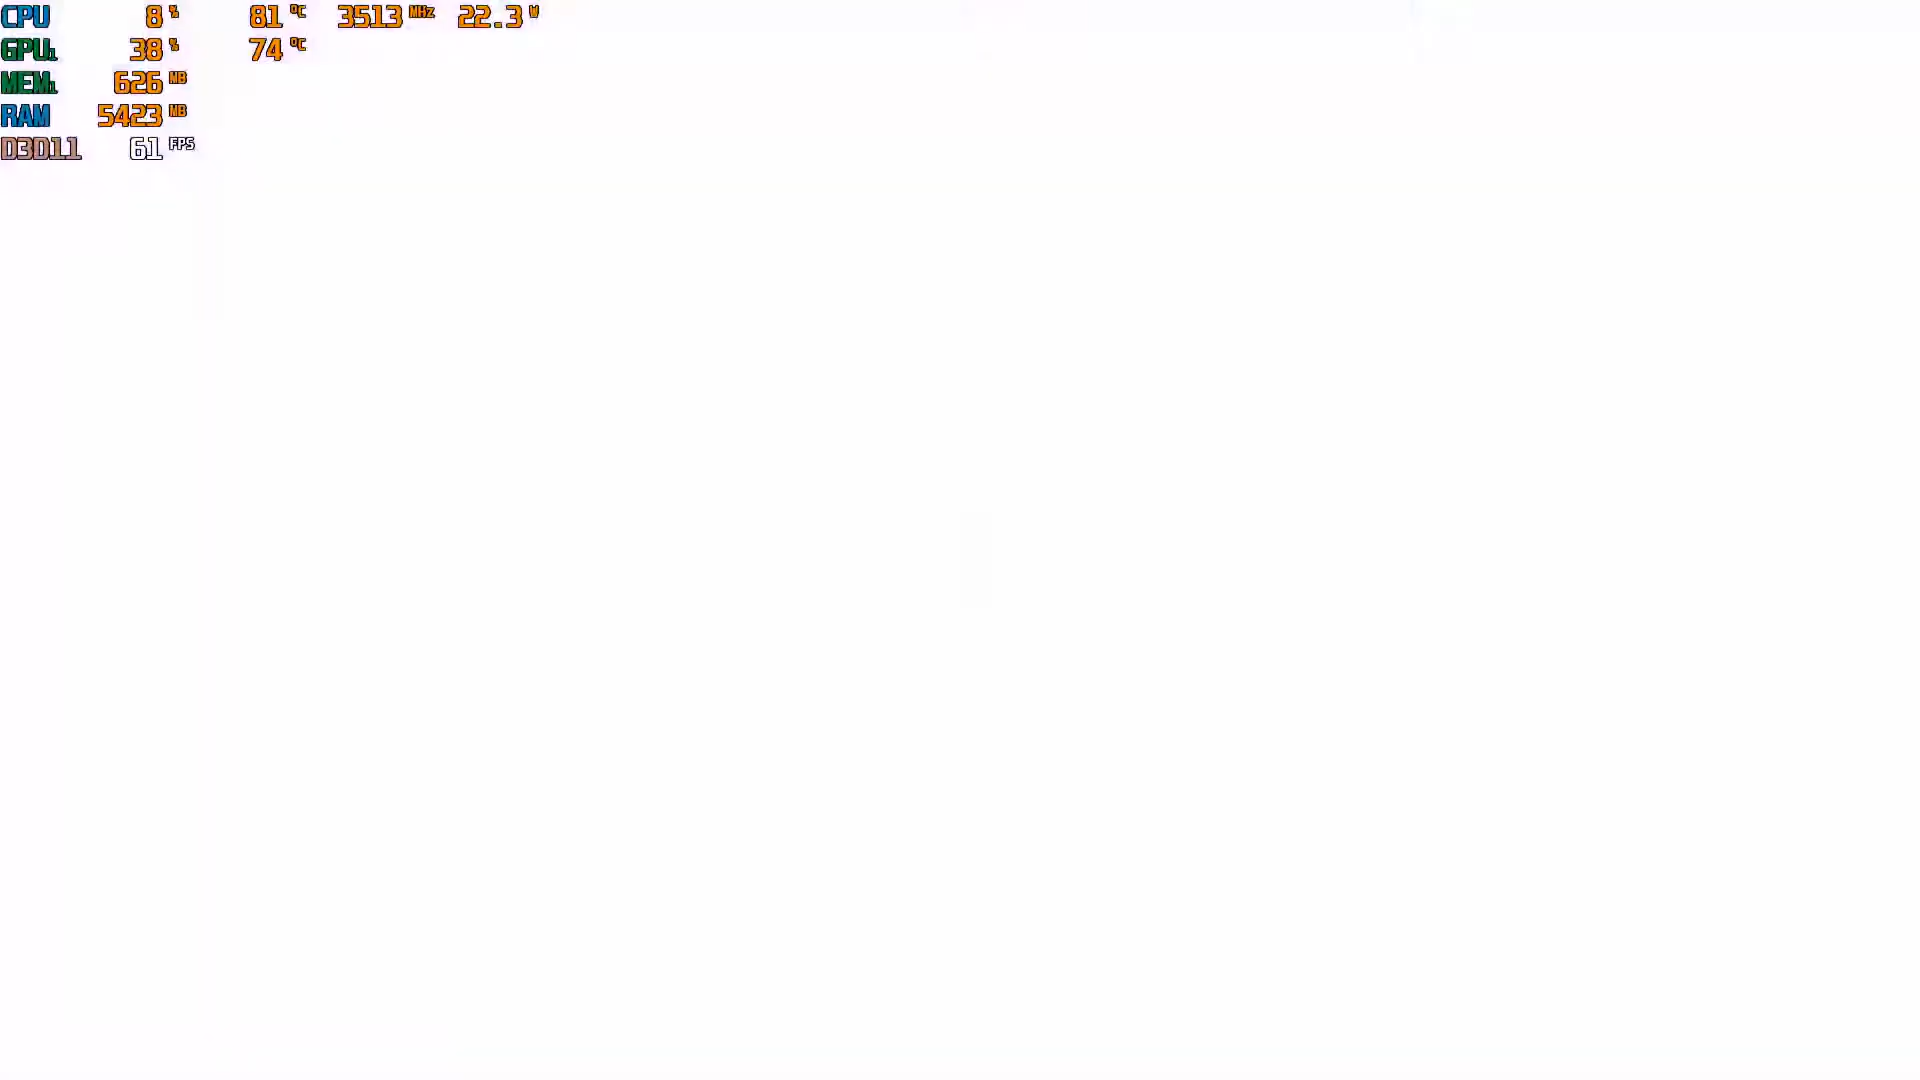 CPU 8 % 81 °C 3513 MHz 22.3 W
GPU1 38 % 74 °C
MEM1 626 MB
RAM 5423 MB
D3D11 61 FPS